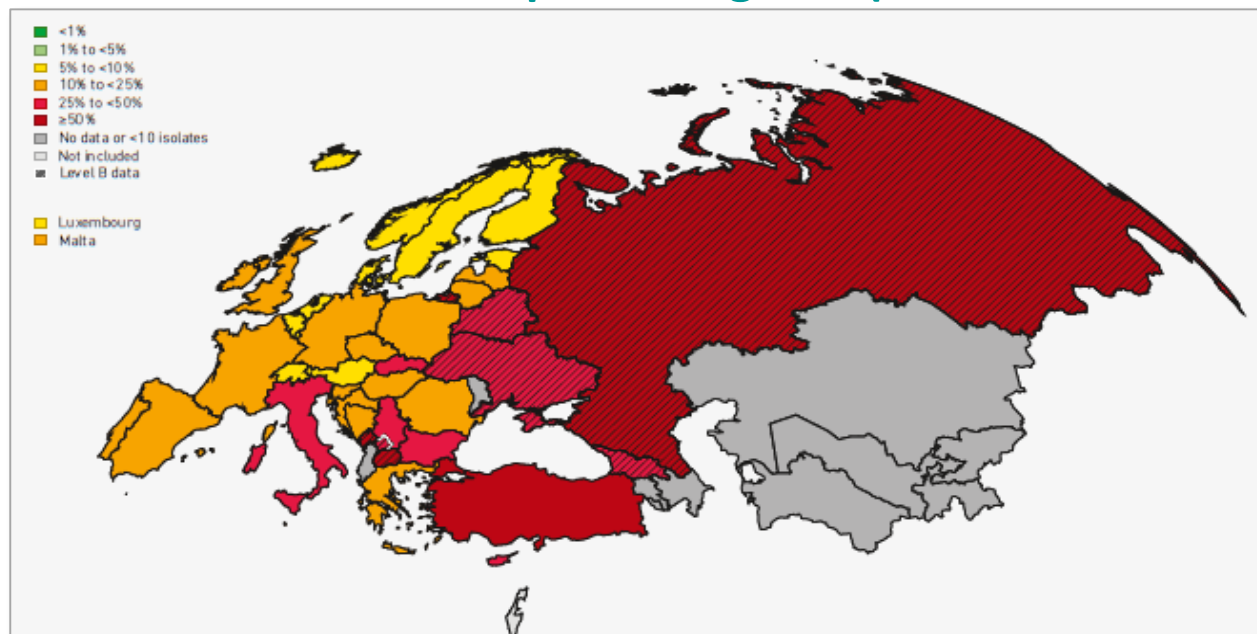 <1%
1% to <5%
5% to <10%
10% to <25%
25% to <50%
≥50%
No data or <10 isolates
Not included
Level B data
Luxembourg
Malta